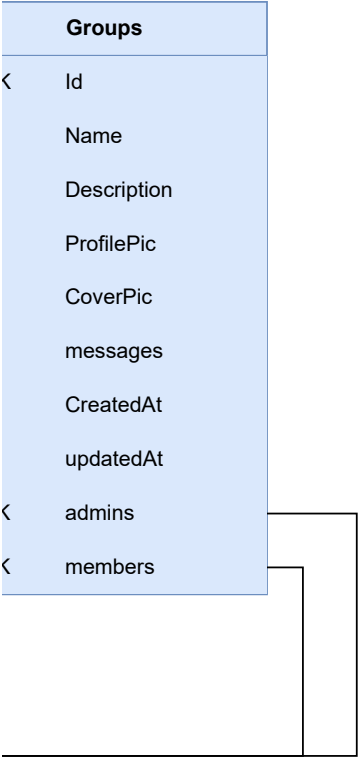 Groups
K Id
Name
Description
ProfilePic
CoverPic
messages
CreatedAt
updatedAt
K admins
K members